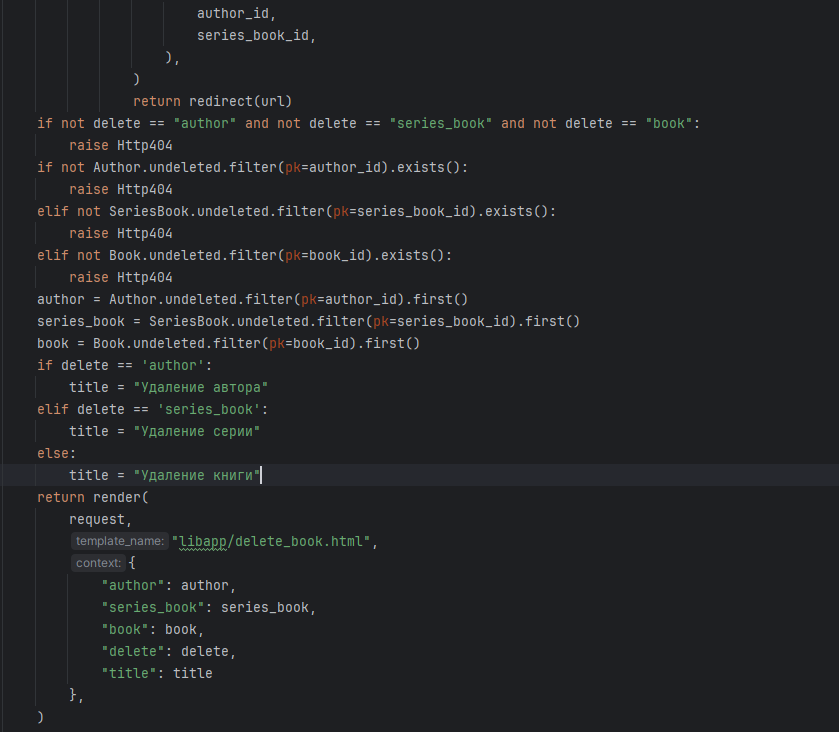 author_id,
series_book_id,
),
)
return redirect(url)
if not delete == "author" and not delete == "series_book" and not delete == "book":
raise Http404
if not Author.undeleted.filter(pk=author_id).exists():
raise Http404
elif not SeriesBook.undeleted.filter(pk=series_book_id).exists():
raise Http404
elif not Book.undeleted.filter(pk=book_id).exists():
raise Http404
author = Author.undeleted.filter(pk=author_id).first()
series_book = SeriesBook.undeleted.filter(pk=series_book_id).first()
book = Book.undeleted.filter(pk=book_id).first()
if delete == 'author':
title = "Удаление автора"
elif delete == 'series_book':
title = "Удаление серии"
else:
title = "Удаление книги"
return render(
request,
template_name: "libapp/delete_book.html",
context: {
"author": author,
"series_book": series_book,
"book": book,
"delete": delete,
"title": title
},
)